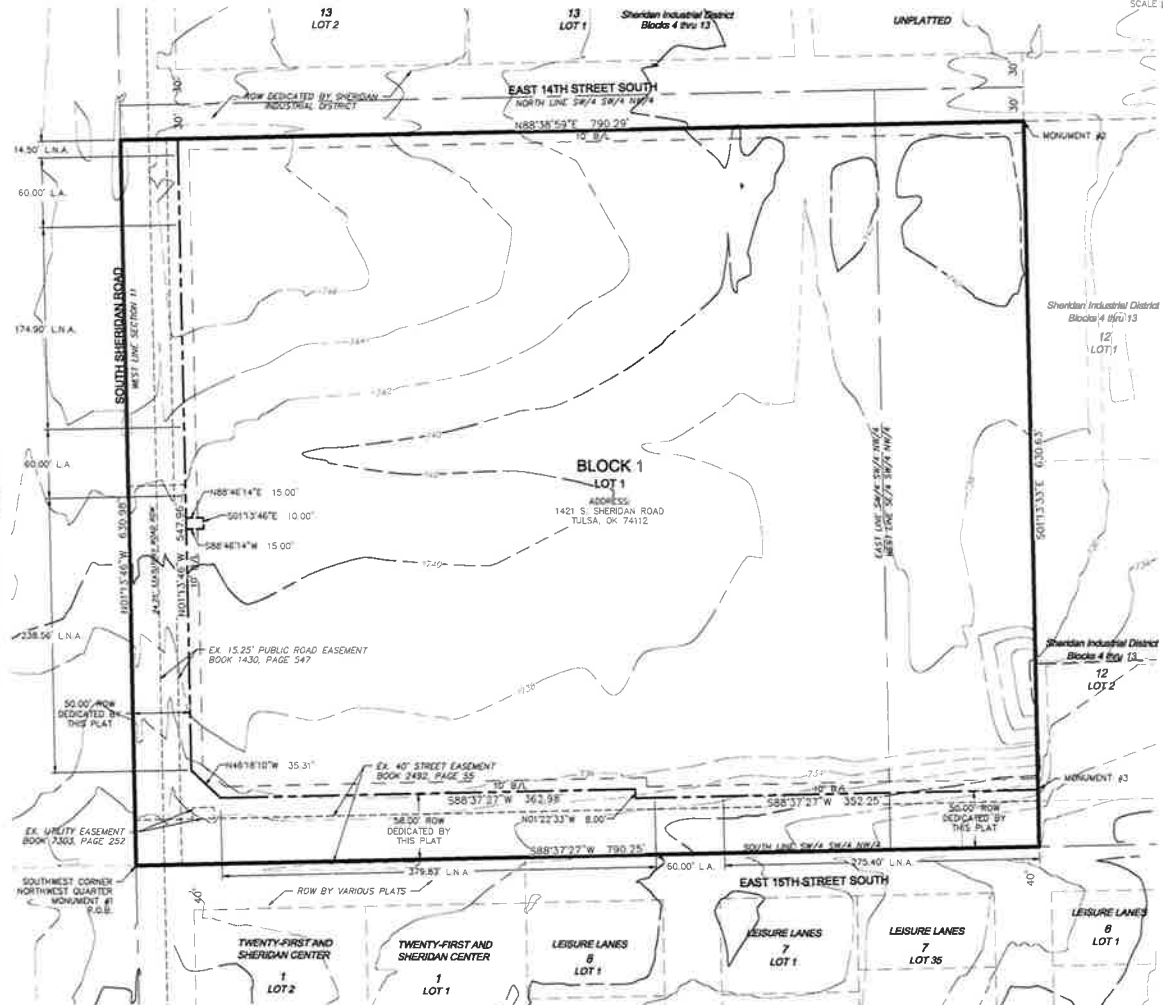 SCALE
13
LOT 2
13
LOT 1
Sheridan Industrial District
Blocks 4 thru 13
UNPLATTED
30'
30'
ROW DEDICATED BY SHERIDAN
INDUSTRIAL DISTRICT
EAST 14TH STREET SOUTH
NORTH LINE SW/4 SW/4 NW/4
30'
30'
N88°38'59"E 790.29'
10' B/L
MONUMENT #2
14.50' L.N.A.
60.00' L.A.
174.90' L.N.A.
60.00' L.A.
238.56' L.N.A.
SOUTH SHERIDAN ROAD
WEST LINE SECTION 11
N01°13'46"W 630.98'
N01°13'46"W 547.96'
10' B/L
742
740
740
740
N88°46'14"E 15.00'
S01°13'46"E 10.00'
S88°46'14"W 15.00'
BLOCK 1
LOT 1
ADDRESS:
1421 S. SHERIDAN ROAD
TULSA, OK 74112
EAST LINE SW/4 SW/4 NW/4
WEST LINE SE/4 SW/4 NW/4
S01°13'33"E 630.63'
Sheridan Industrial District
Blocks 4 thru 13
12
LOT 1
Sheridan Industrial District
Blocks 4 thru 13
12
LOT 2
738
EX. 15.25' PUBLIC ROAD EASEMENT
BOOK 1430, PAGE 547
50.00' ROW
DEDICATED BY
THIS PLAT
N46°18'10"W 35.31'
EX. 40' STREET EASEMENT
BOOK 2492, PAGE 55
734
MONUMENT #3
10' B/L
S88°37'27"W 362.98'
10' B/L
S88°37'27"W 352.25'
N01°22'33"W 8.00'
58.00' ROW
DEDICATED BY
THIS PLAT
50.00' ROW
DEDICATED BY
THIS PLAT
EX. UTILITY EASEMENT
BOOK 7303, PAGE 252
S88°37'27"W 790.25'
SOUTH LINE SW/4 SW/4 NW/4
SOUTHWEST CORNER
NORTHWEST QUARTER
MONUMENT #1
P.O.B.
379.83' L.N.A.
60.00' L.A.
275.40' L.N.A.
EAST 15TH STREET SOUTH
40'
ROW BY VARIOUS PLATS
40'
TWENTY-FIRST AND
SHERIDAN CENTER
1
LOT 2
TWENTY-FIRST AND
SHERIDAN CENTER
1
LOT 1
LEISURE LANES
8
LOT 1
LEISURE LANES
7
LOT 1
LEISURE LANES
7
LOT 35
LEISURE LANES
6
LOT 1